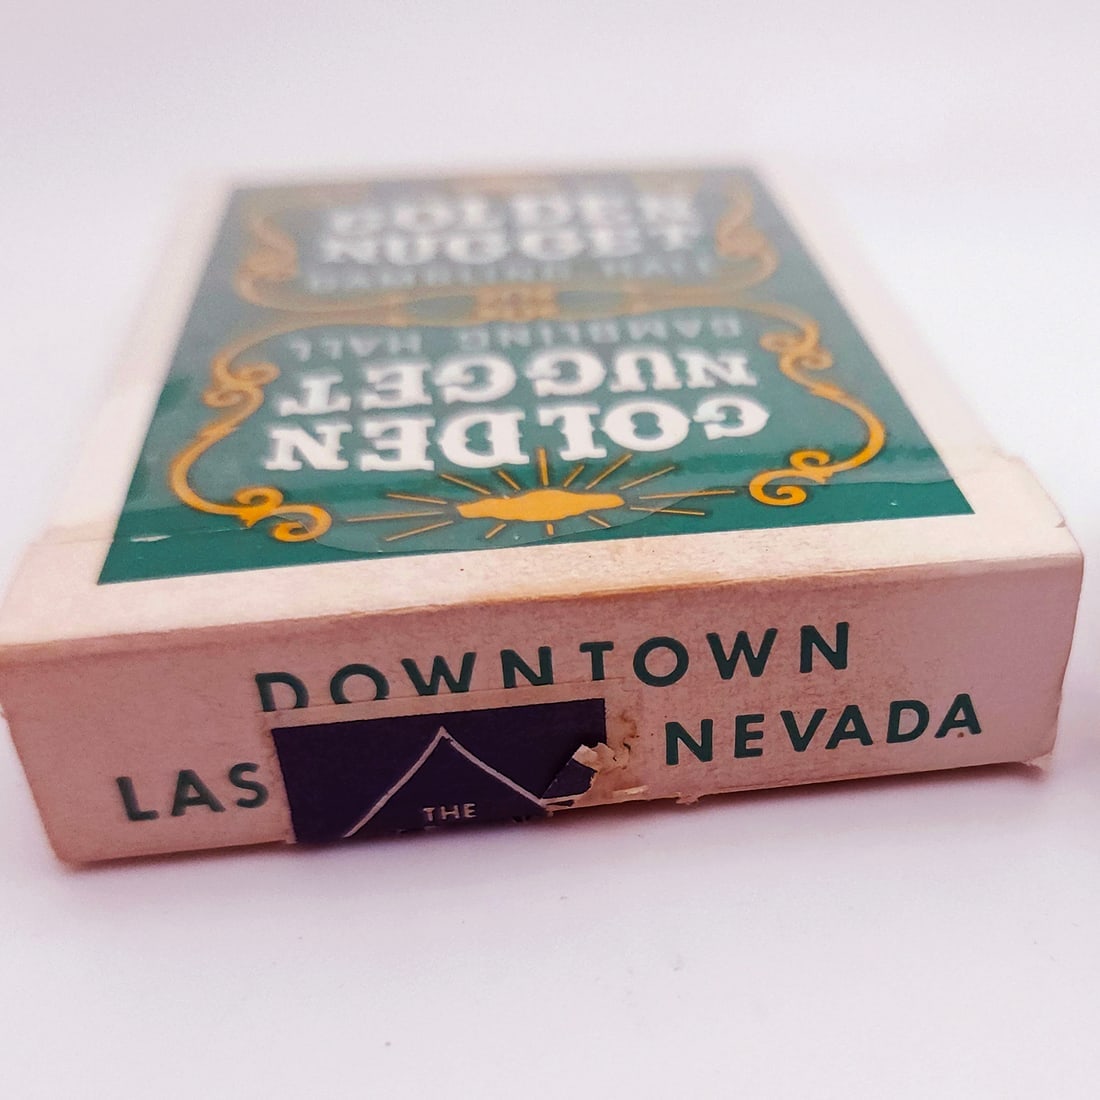 GOLDEN
NUGGET
GAMBLING HALL
GAMBLING HALL
NUGGET
GOLDEN
DOWNTOWN
LAS NEVADA
THE